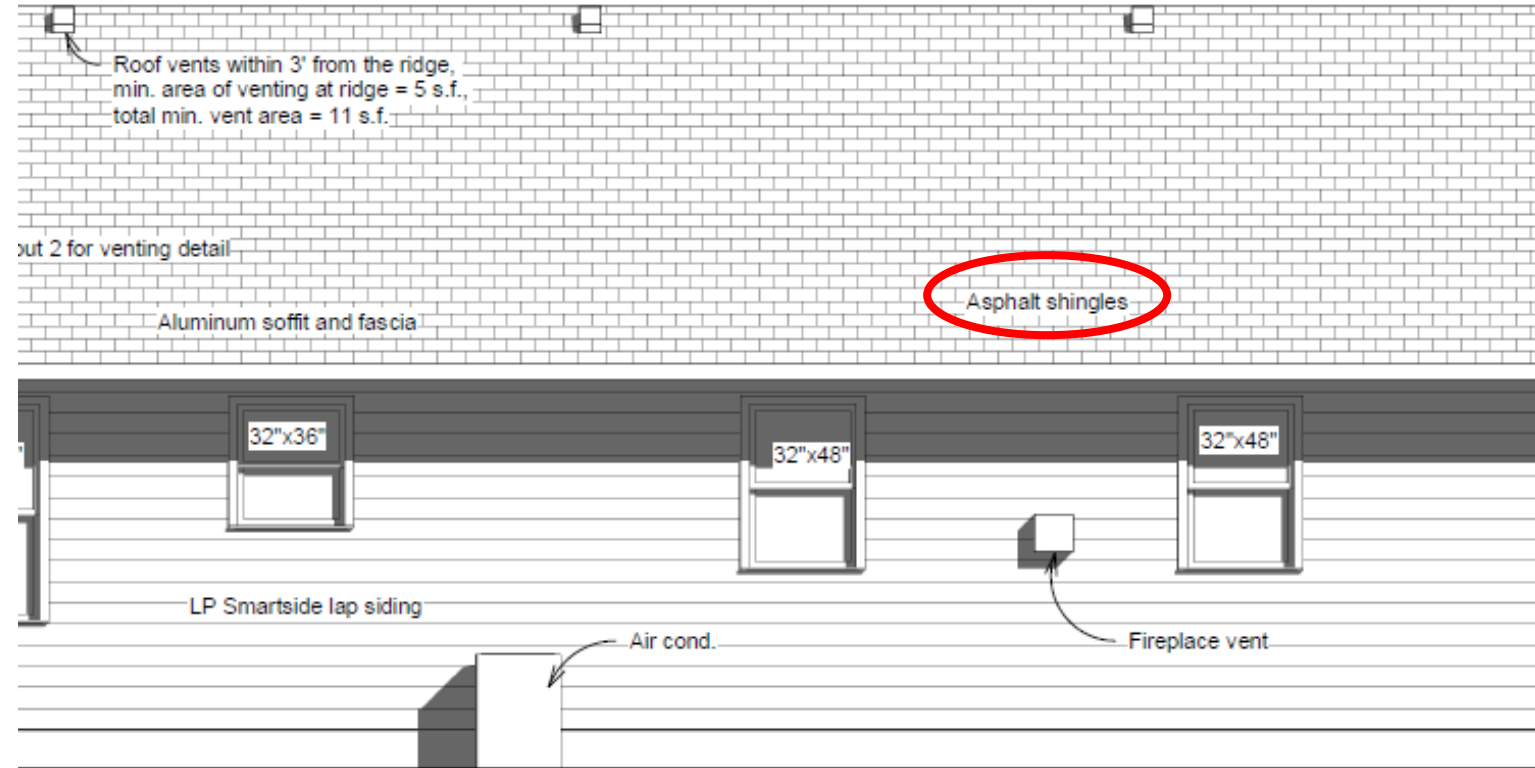 Roof vents within 3' from the ridge,
min. area of venting at ridge = 5 s.f.,
total min. vent area = 11 s.f.
2 for venting detail
Asphalt shingles
Aluminum soffit and fascia
32"x36"
32"x48"
32"x48"
LP Smartside lap siding
Air cond.
Fireplace vent